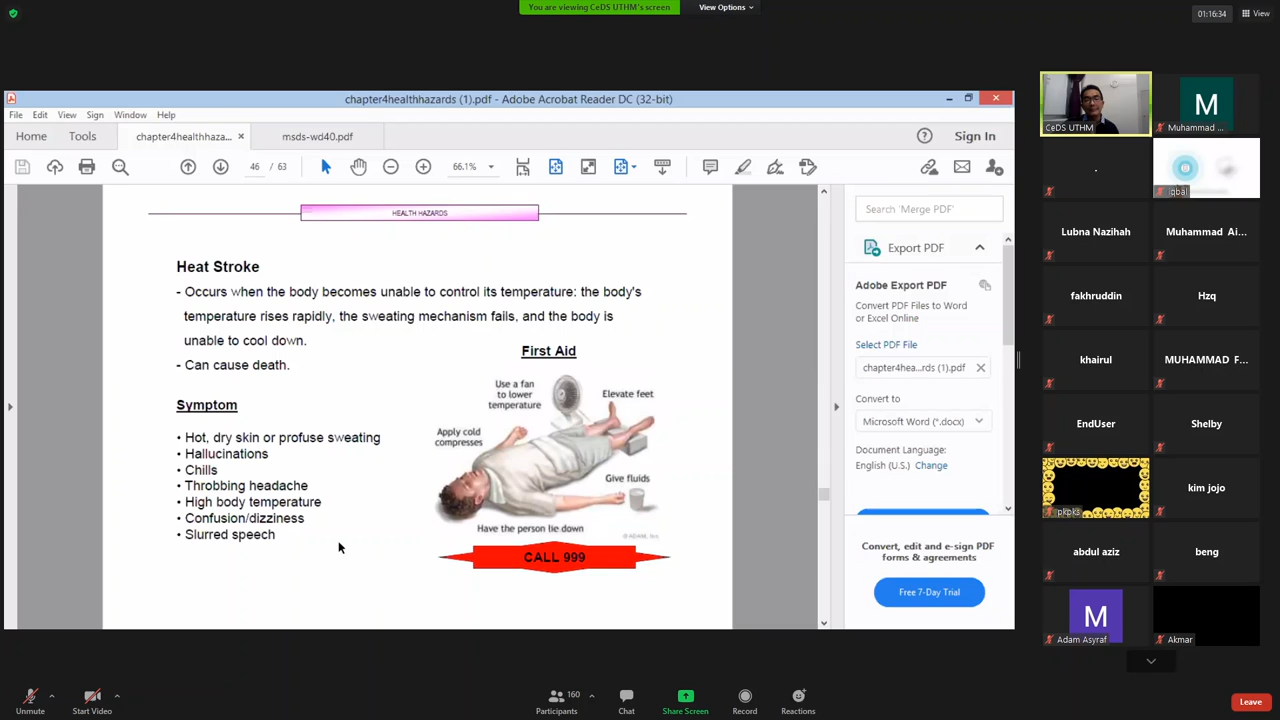 You are viewing CeDS UTHM's screen
View Options
01:16:34
View
chapter4healthhazards (1).pdf - Adobe Acrobat Reader DC (32-bit)
File Edit View Sign Window Help
Home Tools chapter4healthhaza... msds-wd40.pdf Sign In
46 / 63 66.1%
HEALTH HAZARDS
Heat Stroke
- Occurs when the body becomes unable to control its temperature: the body's
temperature rises rapidly, the sweating mechanism fails, and the body is
unable to cool down.
- Can cause death.
Symptom
• Hot, dry skin or profuse sweating
• Hallucinations
• Chills
• Throbbing headache
• High body temperature
• Confusion/dizziness
• Slurred speech
First Aid
Use a fan
to lower
temperature
Elevate feet
Apply cold
compresses
Give fluids
Have the person lie down
CALL 999
Search 'Merge PDF'
Export PDF
Adobe Export PDF
Convert PDF Files to Word
or Excel Online
Select PDF File
chapter4hea...rds (1).pdf
Convert to
Microsoft Word (*.docx)
Document Language:
English (U.S.) Change
Convert, edit and e-sign PDF
forms & agreements
Free 7-Day Trial
CeDS UTHM
M
Muhammad ...
.
iqbal
Lubna Nazihah
Muhammad Ai...
fakhruddin
Hzq
khairul
MUHAMMAD F...
EndUser
Shelby
pkpks
kim jojo
abdul aziz
beng
M
Adam Asyraf
Akmar
Unmute
Start Video
160
Participants
Chat
Share Screen
Record
Reactions
Leave